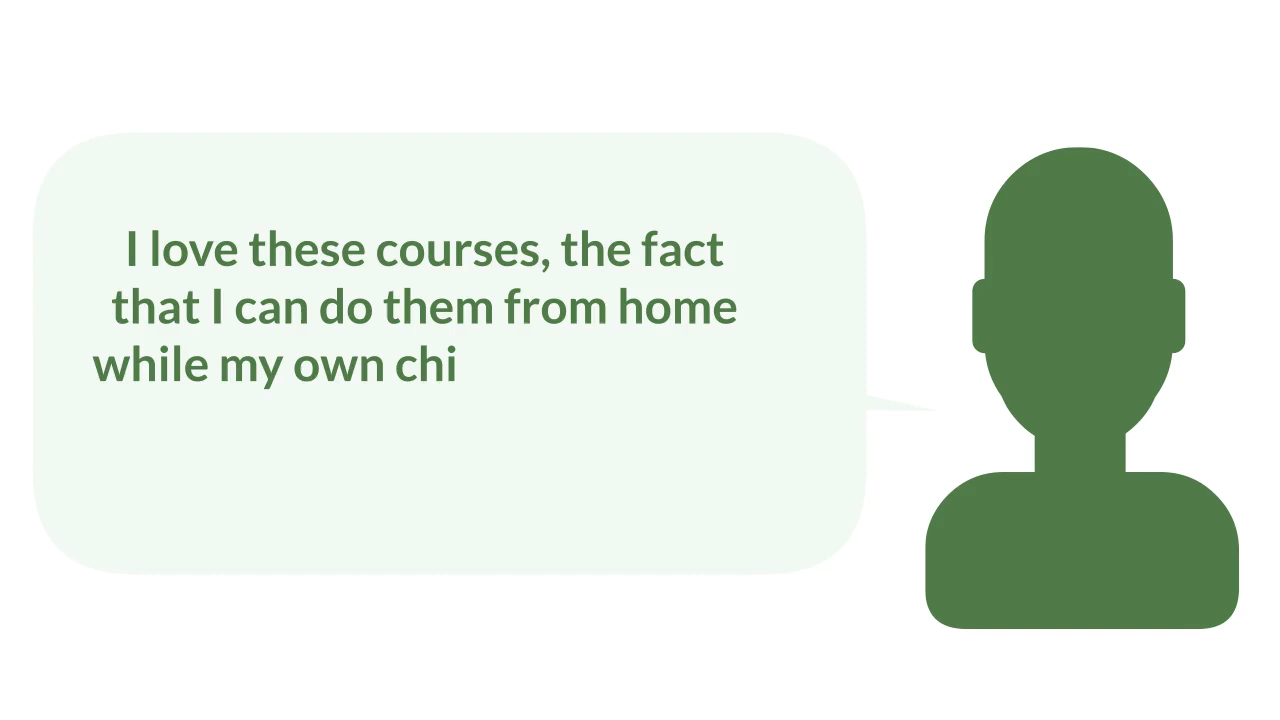 I love these courses, the fact
that I can do them from home
while my own chi